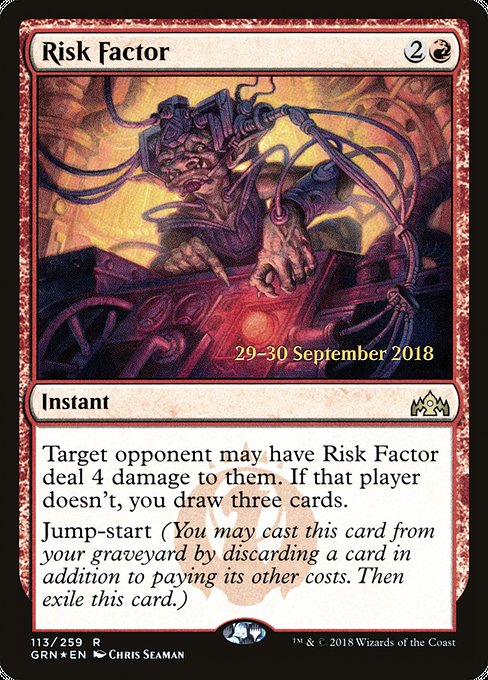 Risk Factor 2
29–30 September 2018
Instant
Target opponent may have Risk Factor
deal 4 damage to them. If that player
doesn't, you draw three cards.
Jump-start (You may cast this card from
your graveyard by discarding a card in
addition to paying its other costs. Then
exile this card.)
113/259 R
GRN★EN Chris Seaman
™ & © 2018 Wizards of the Coast